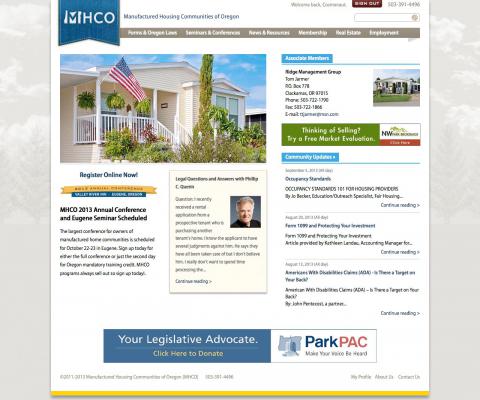 MHCO
Manufactured Housing Communities of Oregon
Welcome back, Cromonaut.
SIGN OUT
503-391-4496
Forms & Oregon Laws
Seminars & Conferences
News & Resources
Membership
Real Estate
Employment
Register Online Now!
2013 ANNUAL CONFERENCE
VALLEY RIVER INN - EUGENE, OREGON
MHCO 2013 Annual Conference
and Eugene Seminar Scheduled
The largest conference for owners of
manufactured home communities is scheduled
for October 22-23 in Eugene. Sign up today for
either the full conference or just the second day
for Oregon mandatory training credit. MHCO
programs always sell out so sign up today!.
Legal Questions and Answers with Phillip
C. Querin
Question: I recently
received a rental
application from a
prospective tenant who is
purchasing another
tenant's home. I know the applicant to have
several judgments against him. He says they
have all been taken care of but I don't believe
him. I really don't want to spend time
processing the...
Continue reading >
Associate Members
Ridge Management Group
Tom Jarmer
P.O. Box 778
Clackamas, OR 97015
Phone: 503-722-1790
Fax: 503-722-1866
E-mail: ttjarmer@msn.com
Thinking of Selling?
Try a Free Market Evaluation.
NW
PARK BROKERAGE
Click Here
Community Updates »
September 5, 2013 (All day)
Occupancy Standards
OCCUPANCY STANDARDS 101 FOR HOUSING PROVIDERS
By Jo Becker, Education/Outreach Specialist, Fair Housing...
Continue reading >
August 20, 2013 (All day)
Form 1099 and Protecting Your Investment
Form 1099 and Protecting Your Investment
Article provided by Kathleen Landau, Accounting Manager for...
Continue reading >
August 12, 2013 (All day)
Americans With Disabilities Claims (ADA) - Is There a Target on
Your Back?
American With Disabilities Claims (ADA) - Is There a Target on Your
Back?
By: John Pentecost, a partner...
Continue reading >
Your Legislative Advocate.
Click Here to Donate
ParkPAC
Make Your Voice Be Heard
©2011-2013 Manufactured Housing Communities of Oregon (MHCO)
503-391-4496
My Profile
About Us
Contact Us